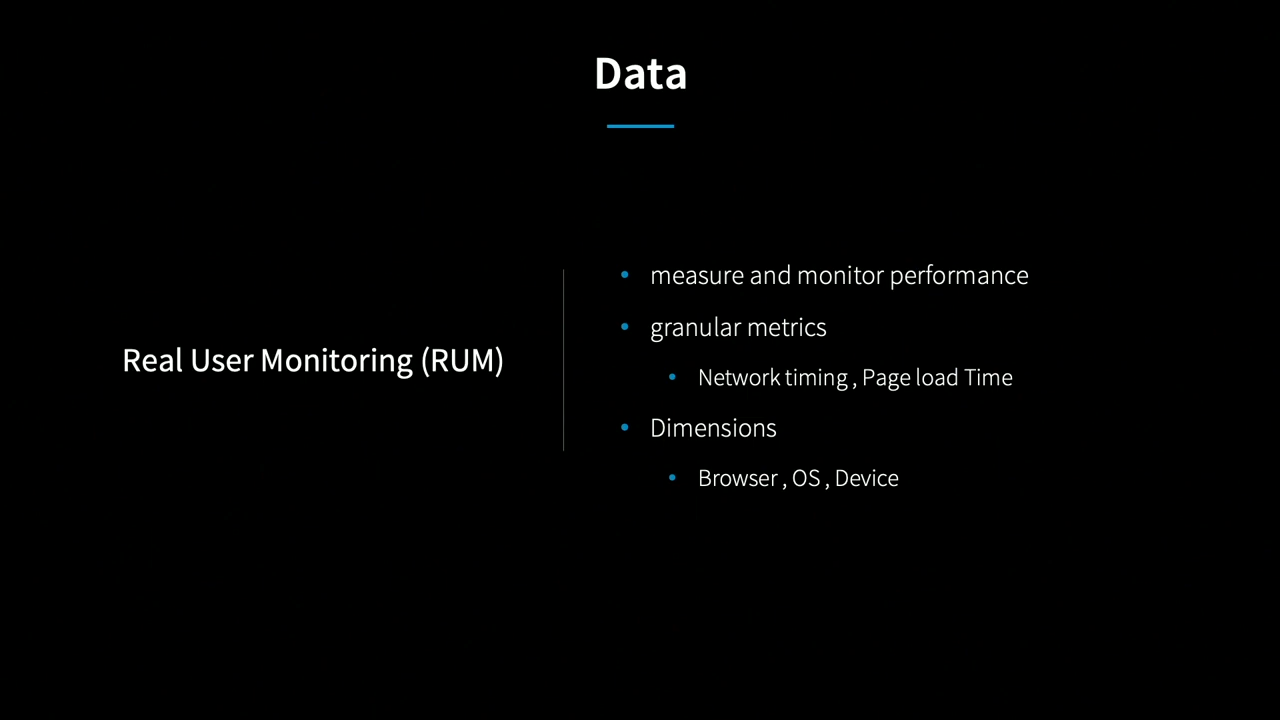 Data
Real User Monitoring (RUM)
measure and monitor performance
granular metrics
Network timing , Page load Time
Dimensions
Browser , OS , Device